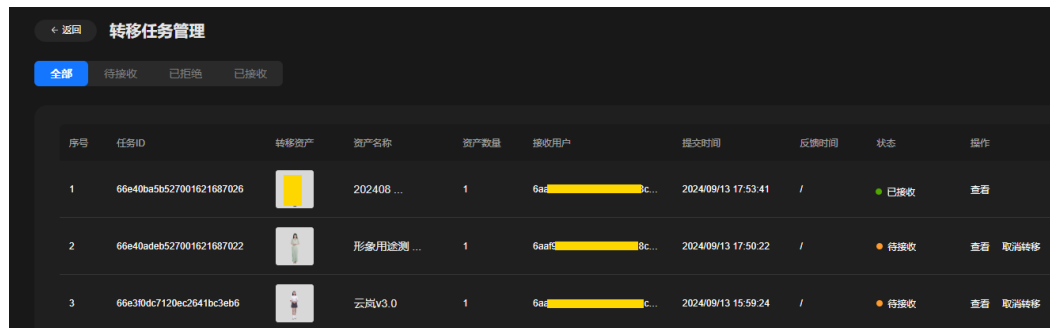 ← 返回 转移任务管理
全部 待接收 已拒绝 已接收
序号 任务ID 转移资产 资产名称 资产数量 接收用户 提交时间 反馈时间 状态 操作
1 66e40ba5b527001621687026 202408 ... 1 6aa 3c... 2024/09/13 17:53:41 / 已接收 查看
2 66e40adeb527001621687022 形象用途测 ... 1 6aaf9 8c... 2024/09/13 17:50:22 / 待接收 查看 取消转移
3 66e3f0dc7120ec2641bc3eb6 云岚v3.0 1 6aa c... 2024/09/13 15:59:24 / 待接收 查看 取消转移